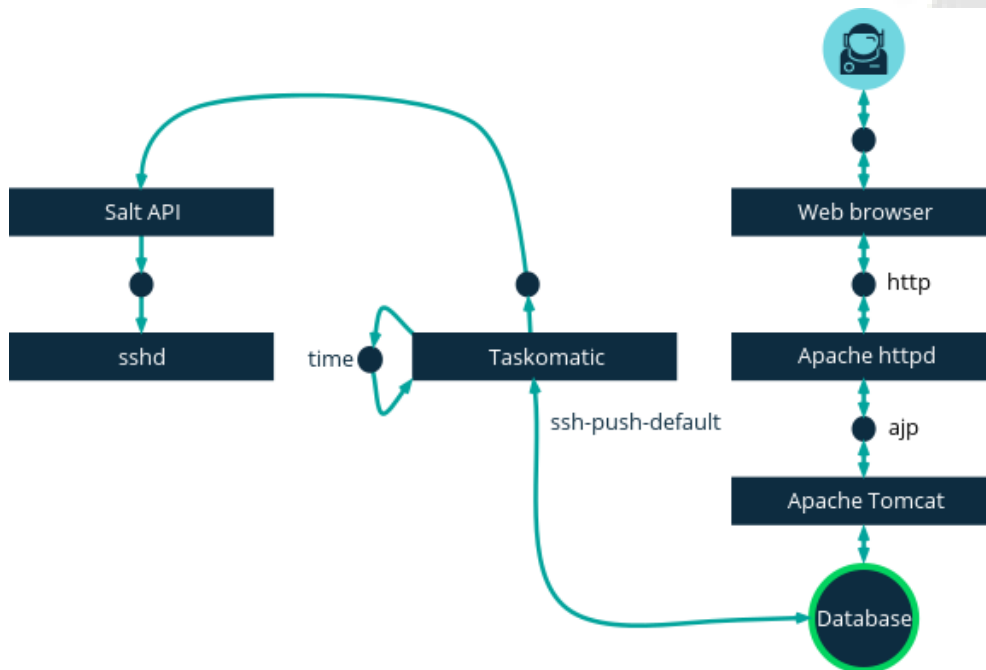 Salt API
Web browser
http
sshd
time
Taskomatic
Apache httpd
ssh-push-default
ajp
Apache Tomcat
Database